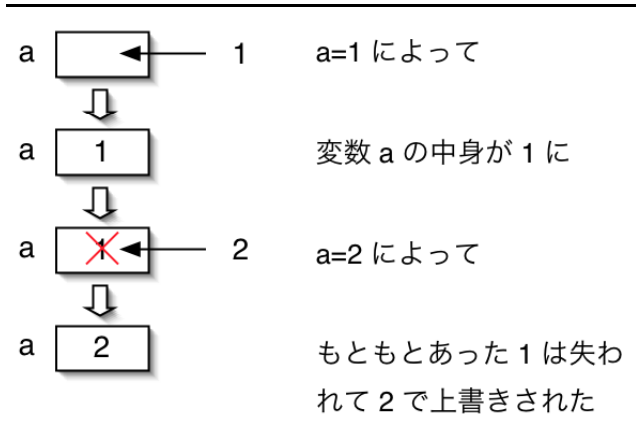 a 1 a=1 によって
a 1 変数 a の中身が 1 に
a 1 2 a=2 によって
a 2 もともとあった 1 は失わ
れて 2 で上書きされた